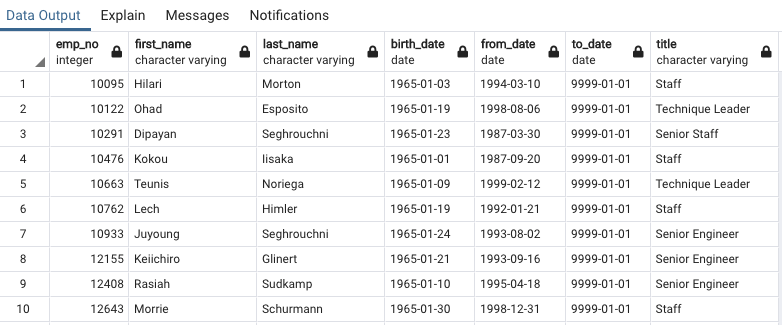 Data Output Explain Messages Notifications
emp_no first_name last_name birth_date from_date to_date title
integer character varying character varying date date date character varying
1 10095 Hilari Morton 1965-01-03 1994-03-10 9999-01-01 Staff
2 10122 Ohad Esposito 1965-01-19 1998-08-06 9999-01-01 Technique Leader
3 10291 Dipayan Seghrouchni 1965-01-23 1987-03-30 9999-01-01 Senior Staff
4 10476 Kokou Iisaka 1965-01-01 1987-09-20 9999-01-01 Staff
5 10663 Teunis Noriega 1965-01-09 1999-02-12 9999-01-01 Technique Leader
6 10762 Lech Himler 1965-01-19 1992-01-21 9999-01-01 Staff
7 10933 Juyoung Seghrouchni 1965-01-24 1993-08-02 9999-01-01 Senior Engineer
8 12155 Keiichiro Glinert 1965-01-21 1993-09-16 9999-01-01 Senior Engineer
9 12408 Rasiah Sudkamp 1965-01-10 1995-04-18 9999-01-01 Senior Engineer
10 12643 Morrie Schurmann 1965-01-30 1998-12-31 9999-01-01 Staff